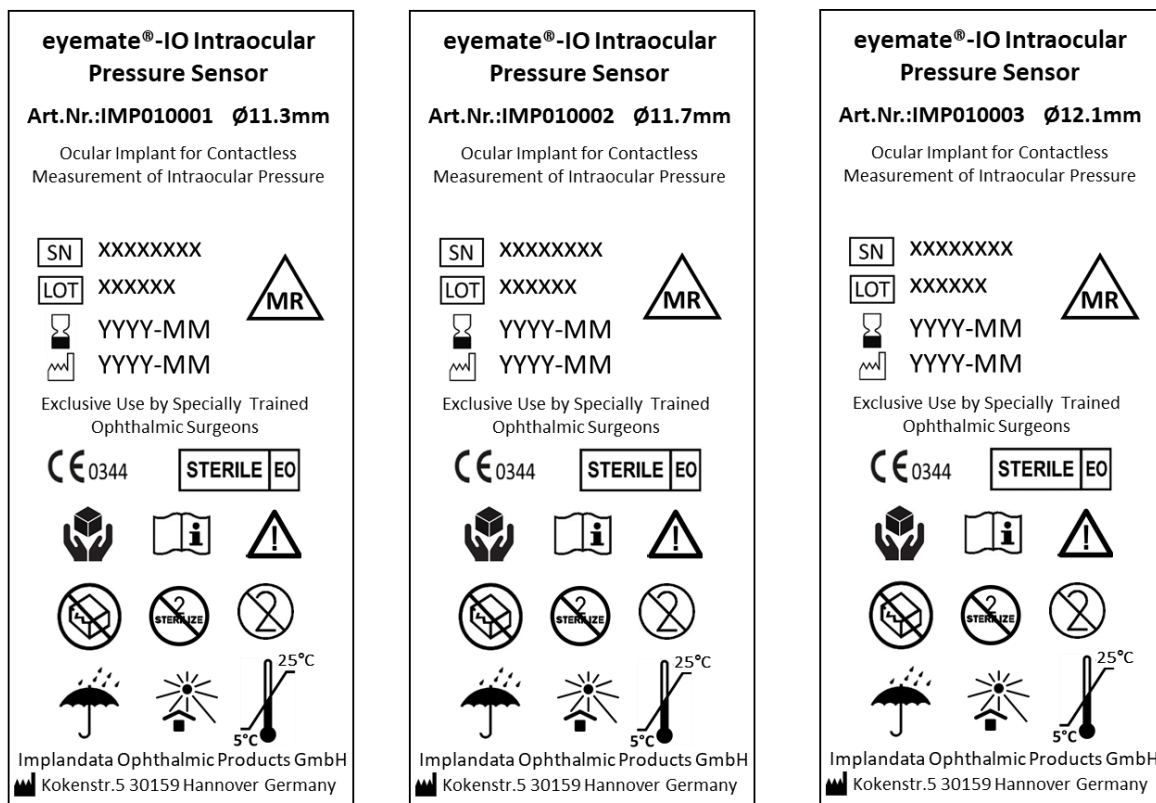 eyemate®-IO Intraocular
Pressure Sensor
Art.Nr.:IMP010001 Ø11.3mm
Ocular Implant for Contactless
Measurement of Intraocular Pressure
SN XXXXXXXX
LOT XXXXXX
MR
YYYY-MM
YYYY-MM
Exclusive Use by Specially Trained
Ophthalmic Surgeons
CE 0344 STERILE EO
i !
2 STERILIZE 2
25°C
5°C
Implandata Ophthalmic Products GmbH
Kokenstr.5 30159 Hannover Germany
eyemate®-IO Intraocular
Pressure Sensor
Art.Nr.:IMP010002 Ø11.7mm
Ocular Implant for Contactless
Measurement of Intraocular Pressure
SN XXXXXXXX
LOT XXXXXX
MR
YYYY-MM
YYYY-MM
Exclusive Use by Specially Trained
Ophthalmic Surgeons
CE 0344 STERILE EO
i !
2 STERILIZE 2
25°C
5°C
Implandata Ophthalmic Products GmbH
Kokenstr.5 30159 Hannover Germany
eyemate®-IO Intraocular
Pressure Sensor
Art.Nr.:IMP010003 Ø12.1mm
Ocular Implant for Contactless
Measurement of Intraocular Pressure
SN XXXXXXXX
LOT XXXXXX
MR
YYYY-MM
YYYY-MM
Exclusive Use by Specially Trained
Ophthalmic Surgeons
CE 0344 STERILE EO
i !
2 STERILIZE 2
25°C
5°C
Implandata Ophthalmic Products GmbH
Kokenstr.5 30159 Hannover Germany